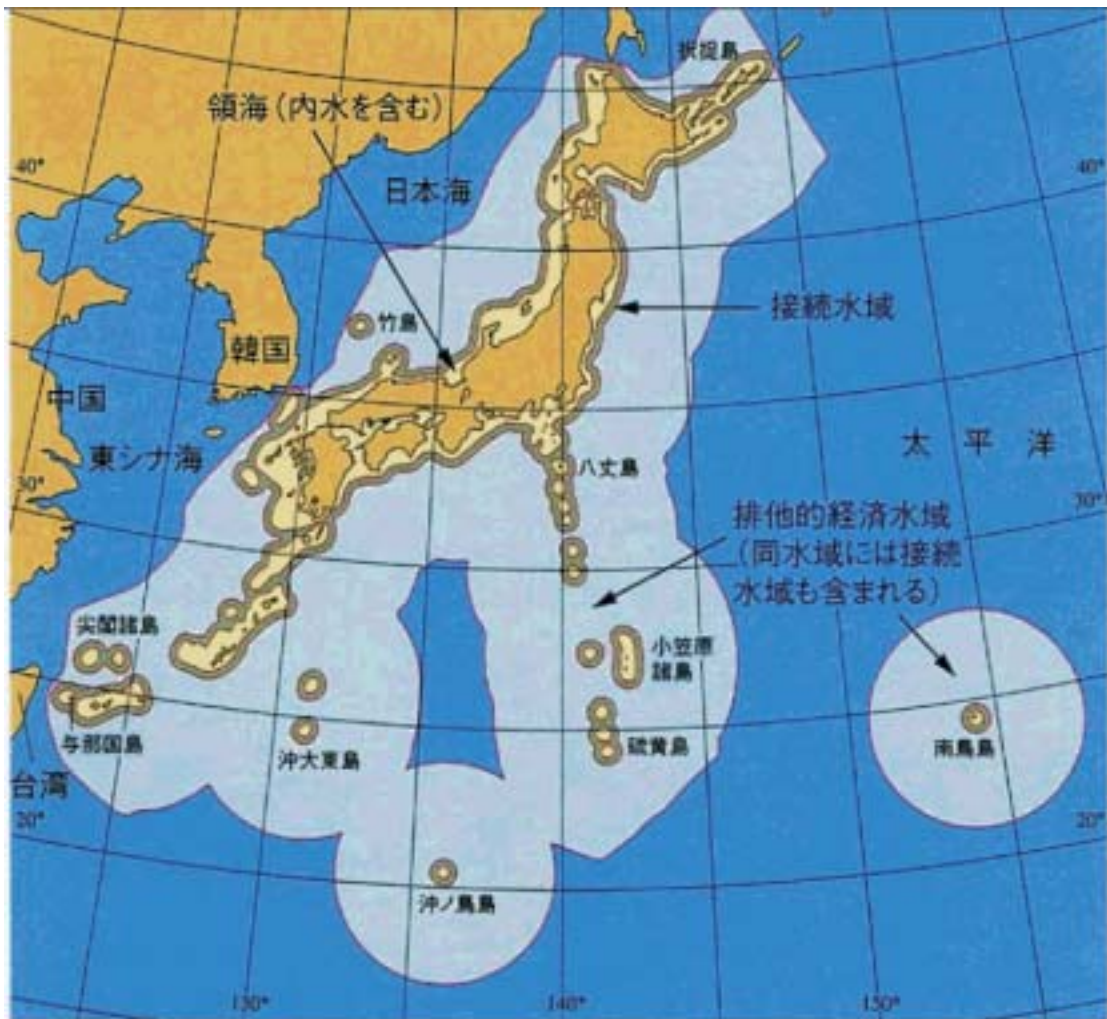 択捉島
領海（内水を含む）
40°
40°
日本海
接続水域
竹島
韓国
中国
東シナ海
太 平 洋
八丈島
30°
30°
排他的経済水域
（同水域には接続
水域も含まれる）
尖閣諸島
小笠原
諸島
与那国島
沖大東島
硫黄島
南鳥島
台湾
20°
20°
沖ノ鳥島
130°
140°
150°